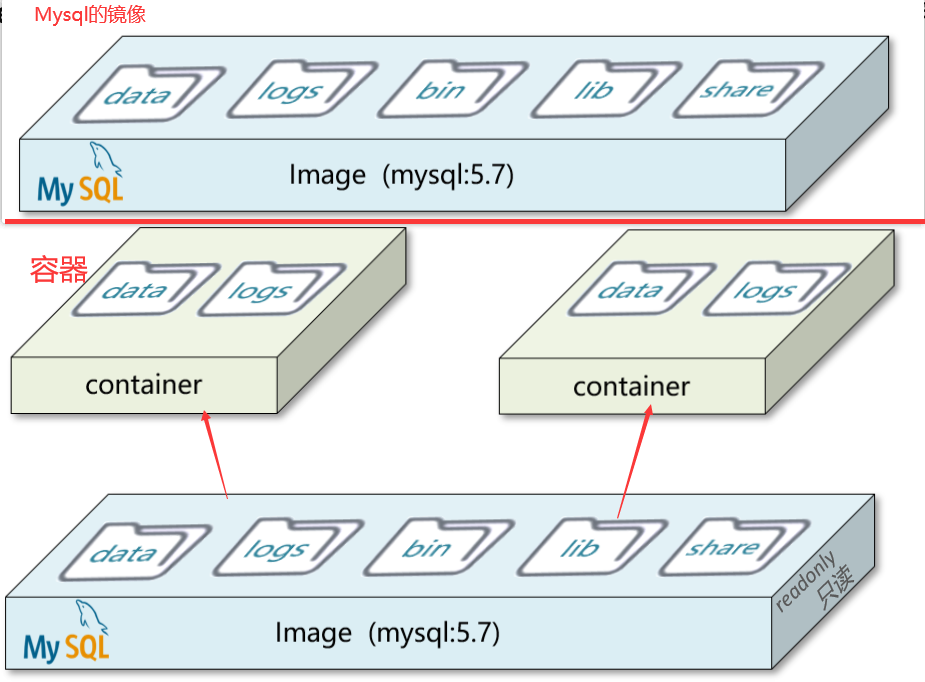 Mysql的镜像
data logs bin lib share
MySQL Image (mysql:5.7)
容器
data logs
data logs
container
container
data logs bin lib share
readonly
只读
MySQL Image (mysql:5.7)